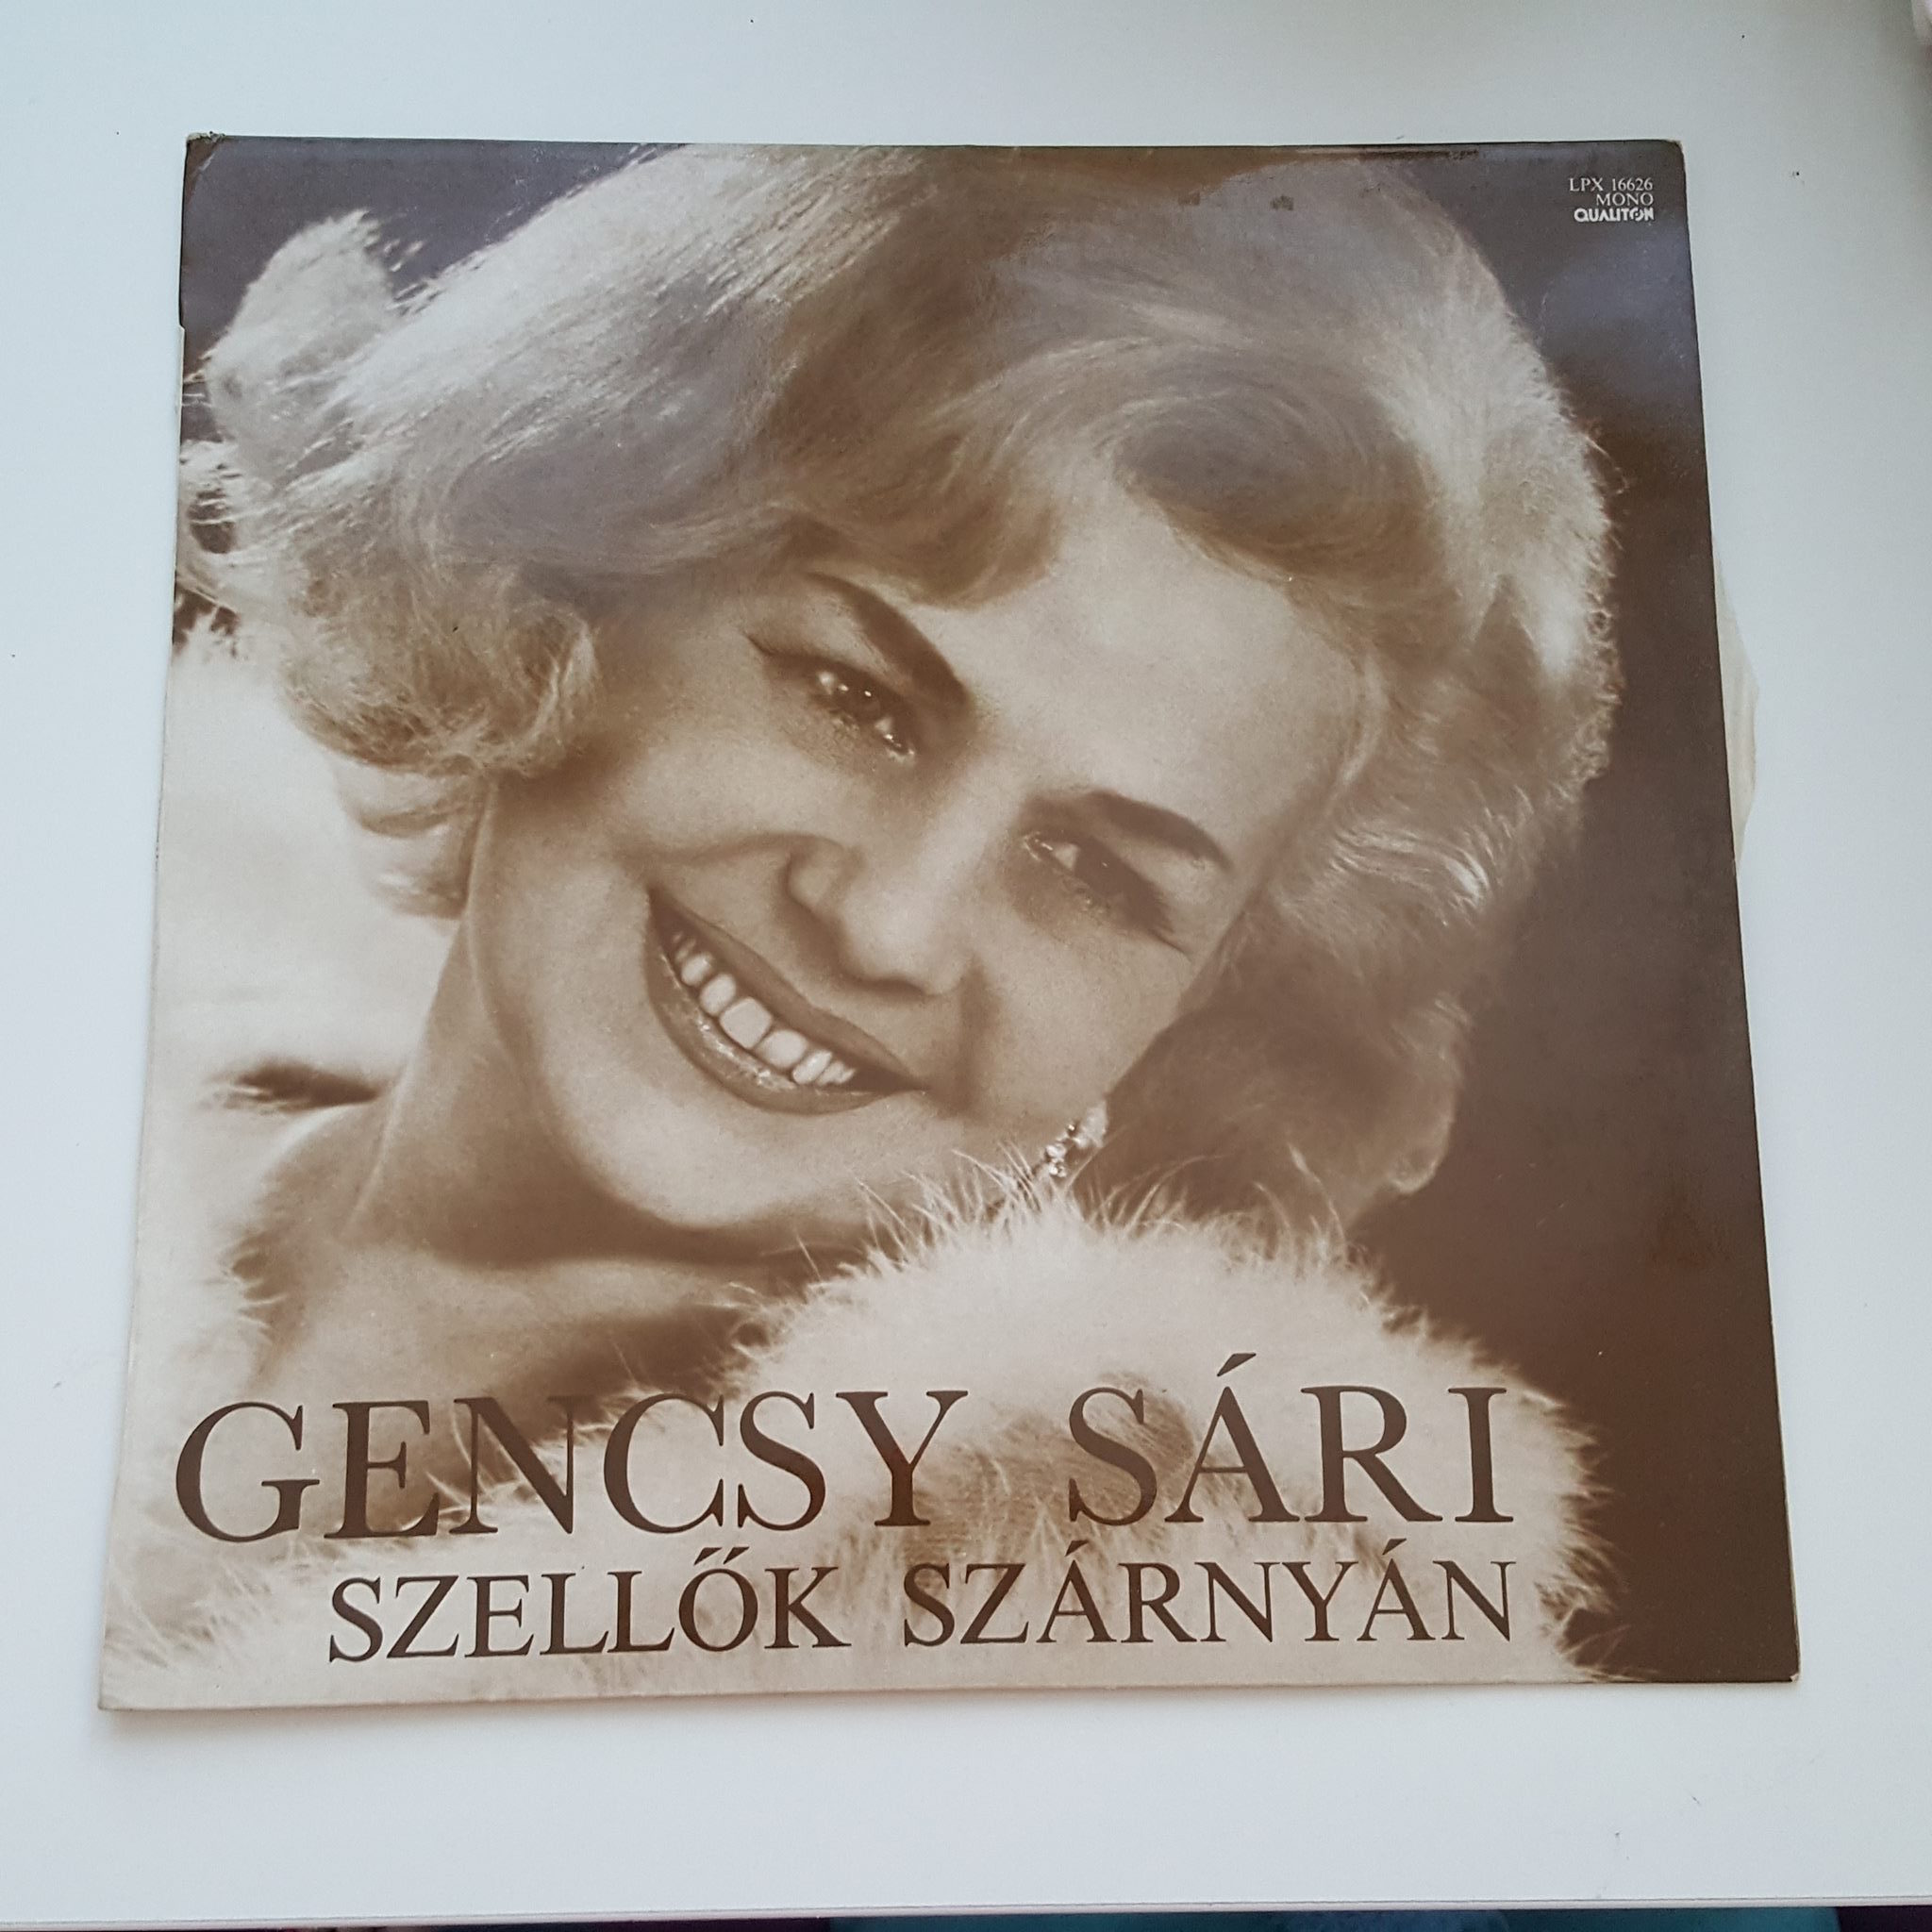 LPX 16626
MONO
QUALITON
GENCSY SÁRI
SZELLŐK SZÁRNYÁN